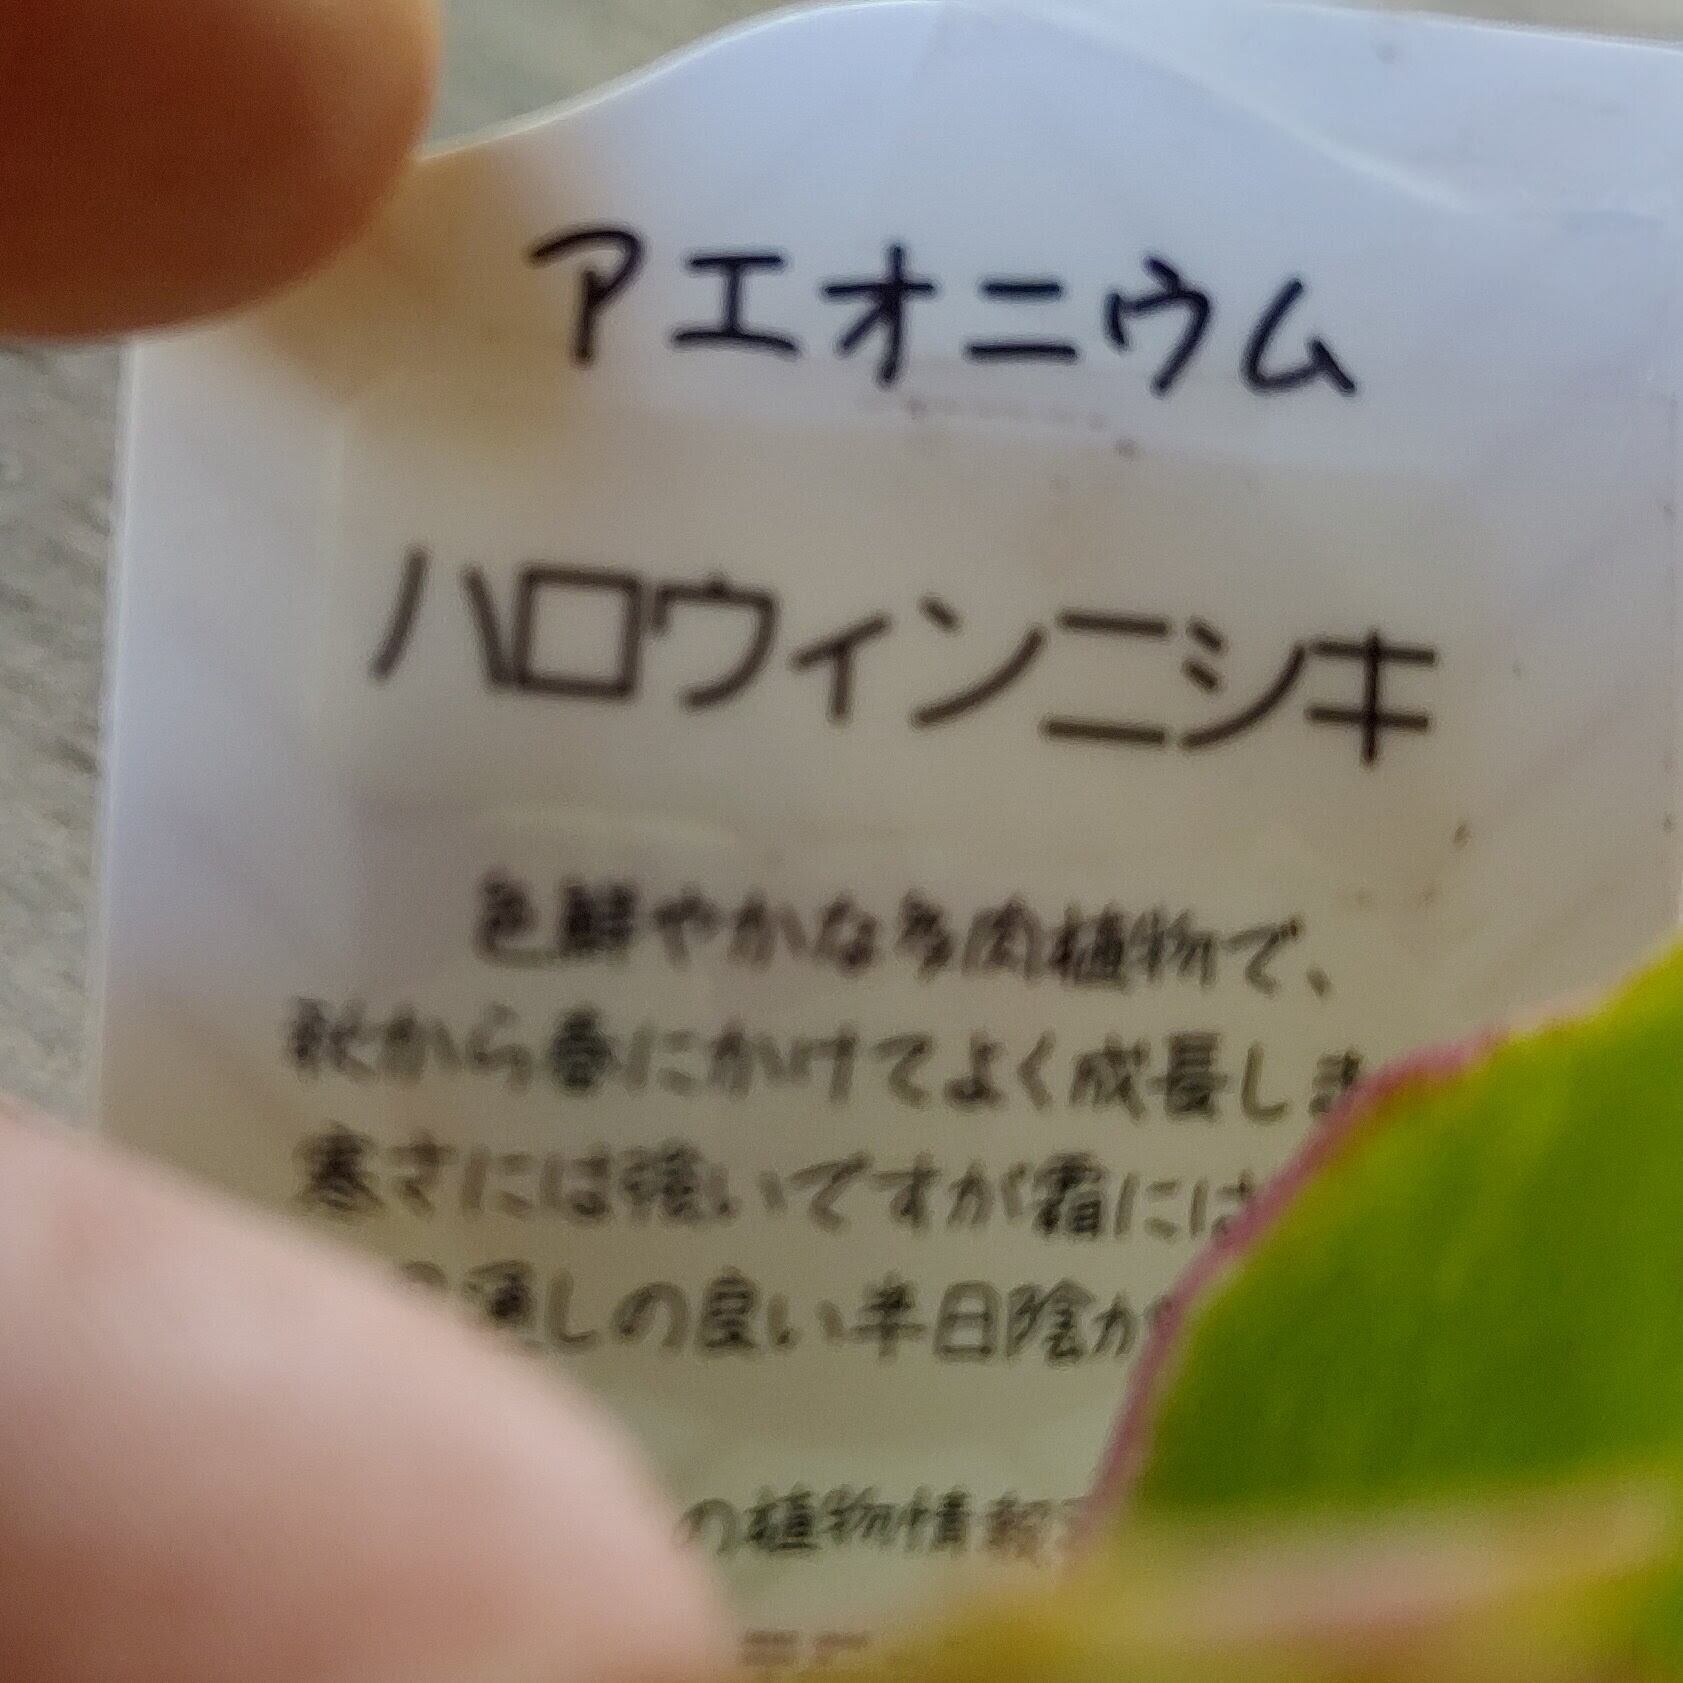 アエオニウム
ハロウィンニシキ
色鮮やかな多肉植物で、
秋から春にかけてよく成長しま
寒さには強いですが霜には
通しの良い半日陰が
の植物情報